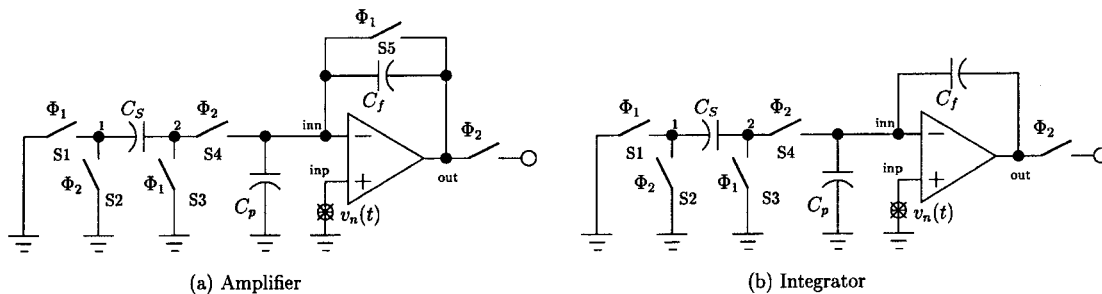 Φ1
S5
Cf
Φ1
S1
1
CS
2
Φ2
S4
inn
inp
out
Φ2
Φ2
S2
Φ1
S3
Cp
vn(t)
(a) Amplifier
Cf
Φ1
S1
1
CS
2
Φ2
S4
inn
inp
out
Φ2
Φ2
S2
Φ1
S3
Cp
vn(t)
(b) Integrator